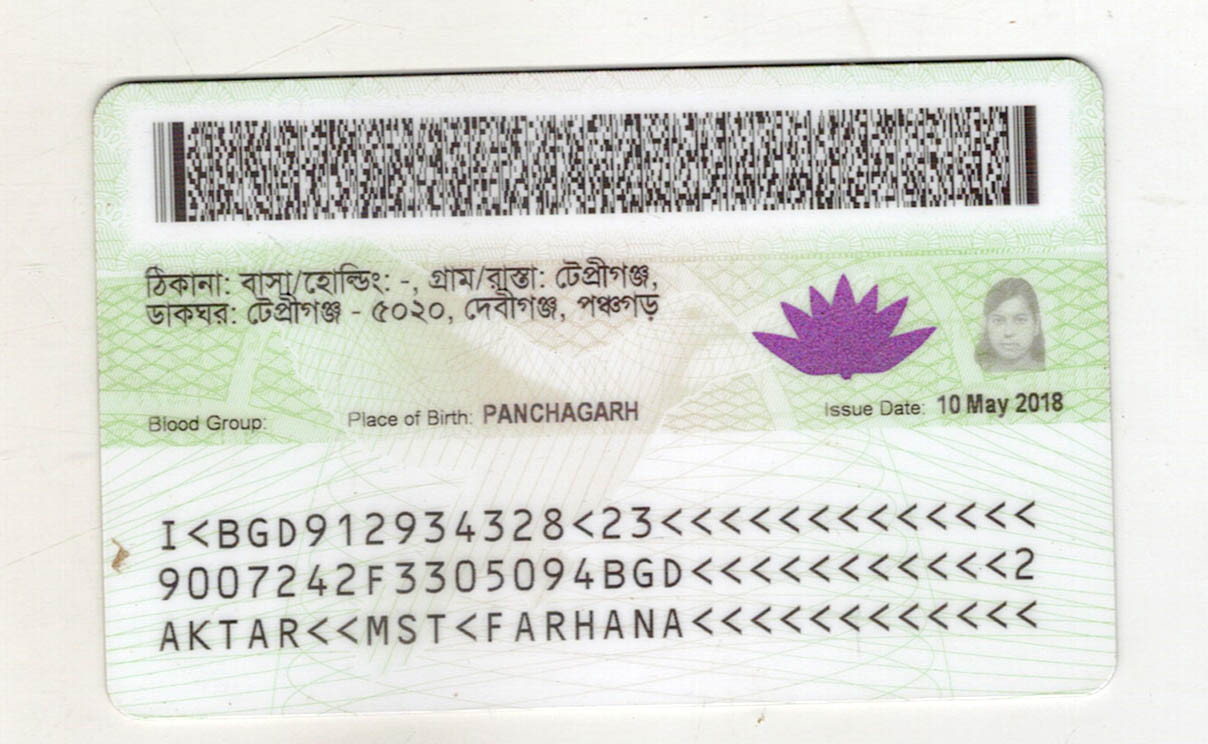 ঠিকানা: বাসা/হোল্ডিং: -, গ্রাম/রাস্তা: টেপ্রীগঞ্জ,
ডাকঘর: টেপ্রীগঞ্জ - ৫০২০, দেবীগঞ্জ, পঞ্চগড়
Blood Group: Place of Birth: PANCHAGARH Issue Date: 10 May 2018
I<BGD912934328<23<<<<<<<<<<<<<
9007242F3305094BGD<<<<<<<<<<<2
AKTAR<<MST<FARHANA<<<<<<<<<<<<